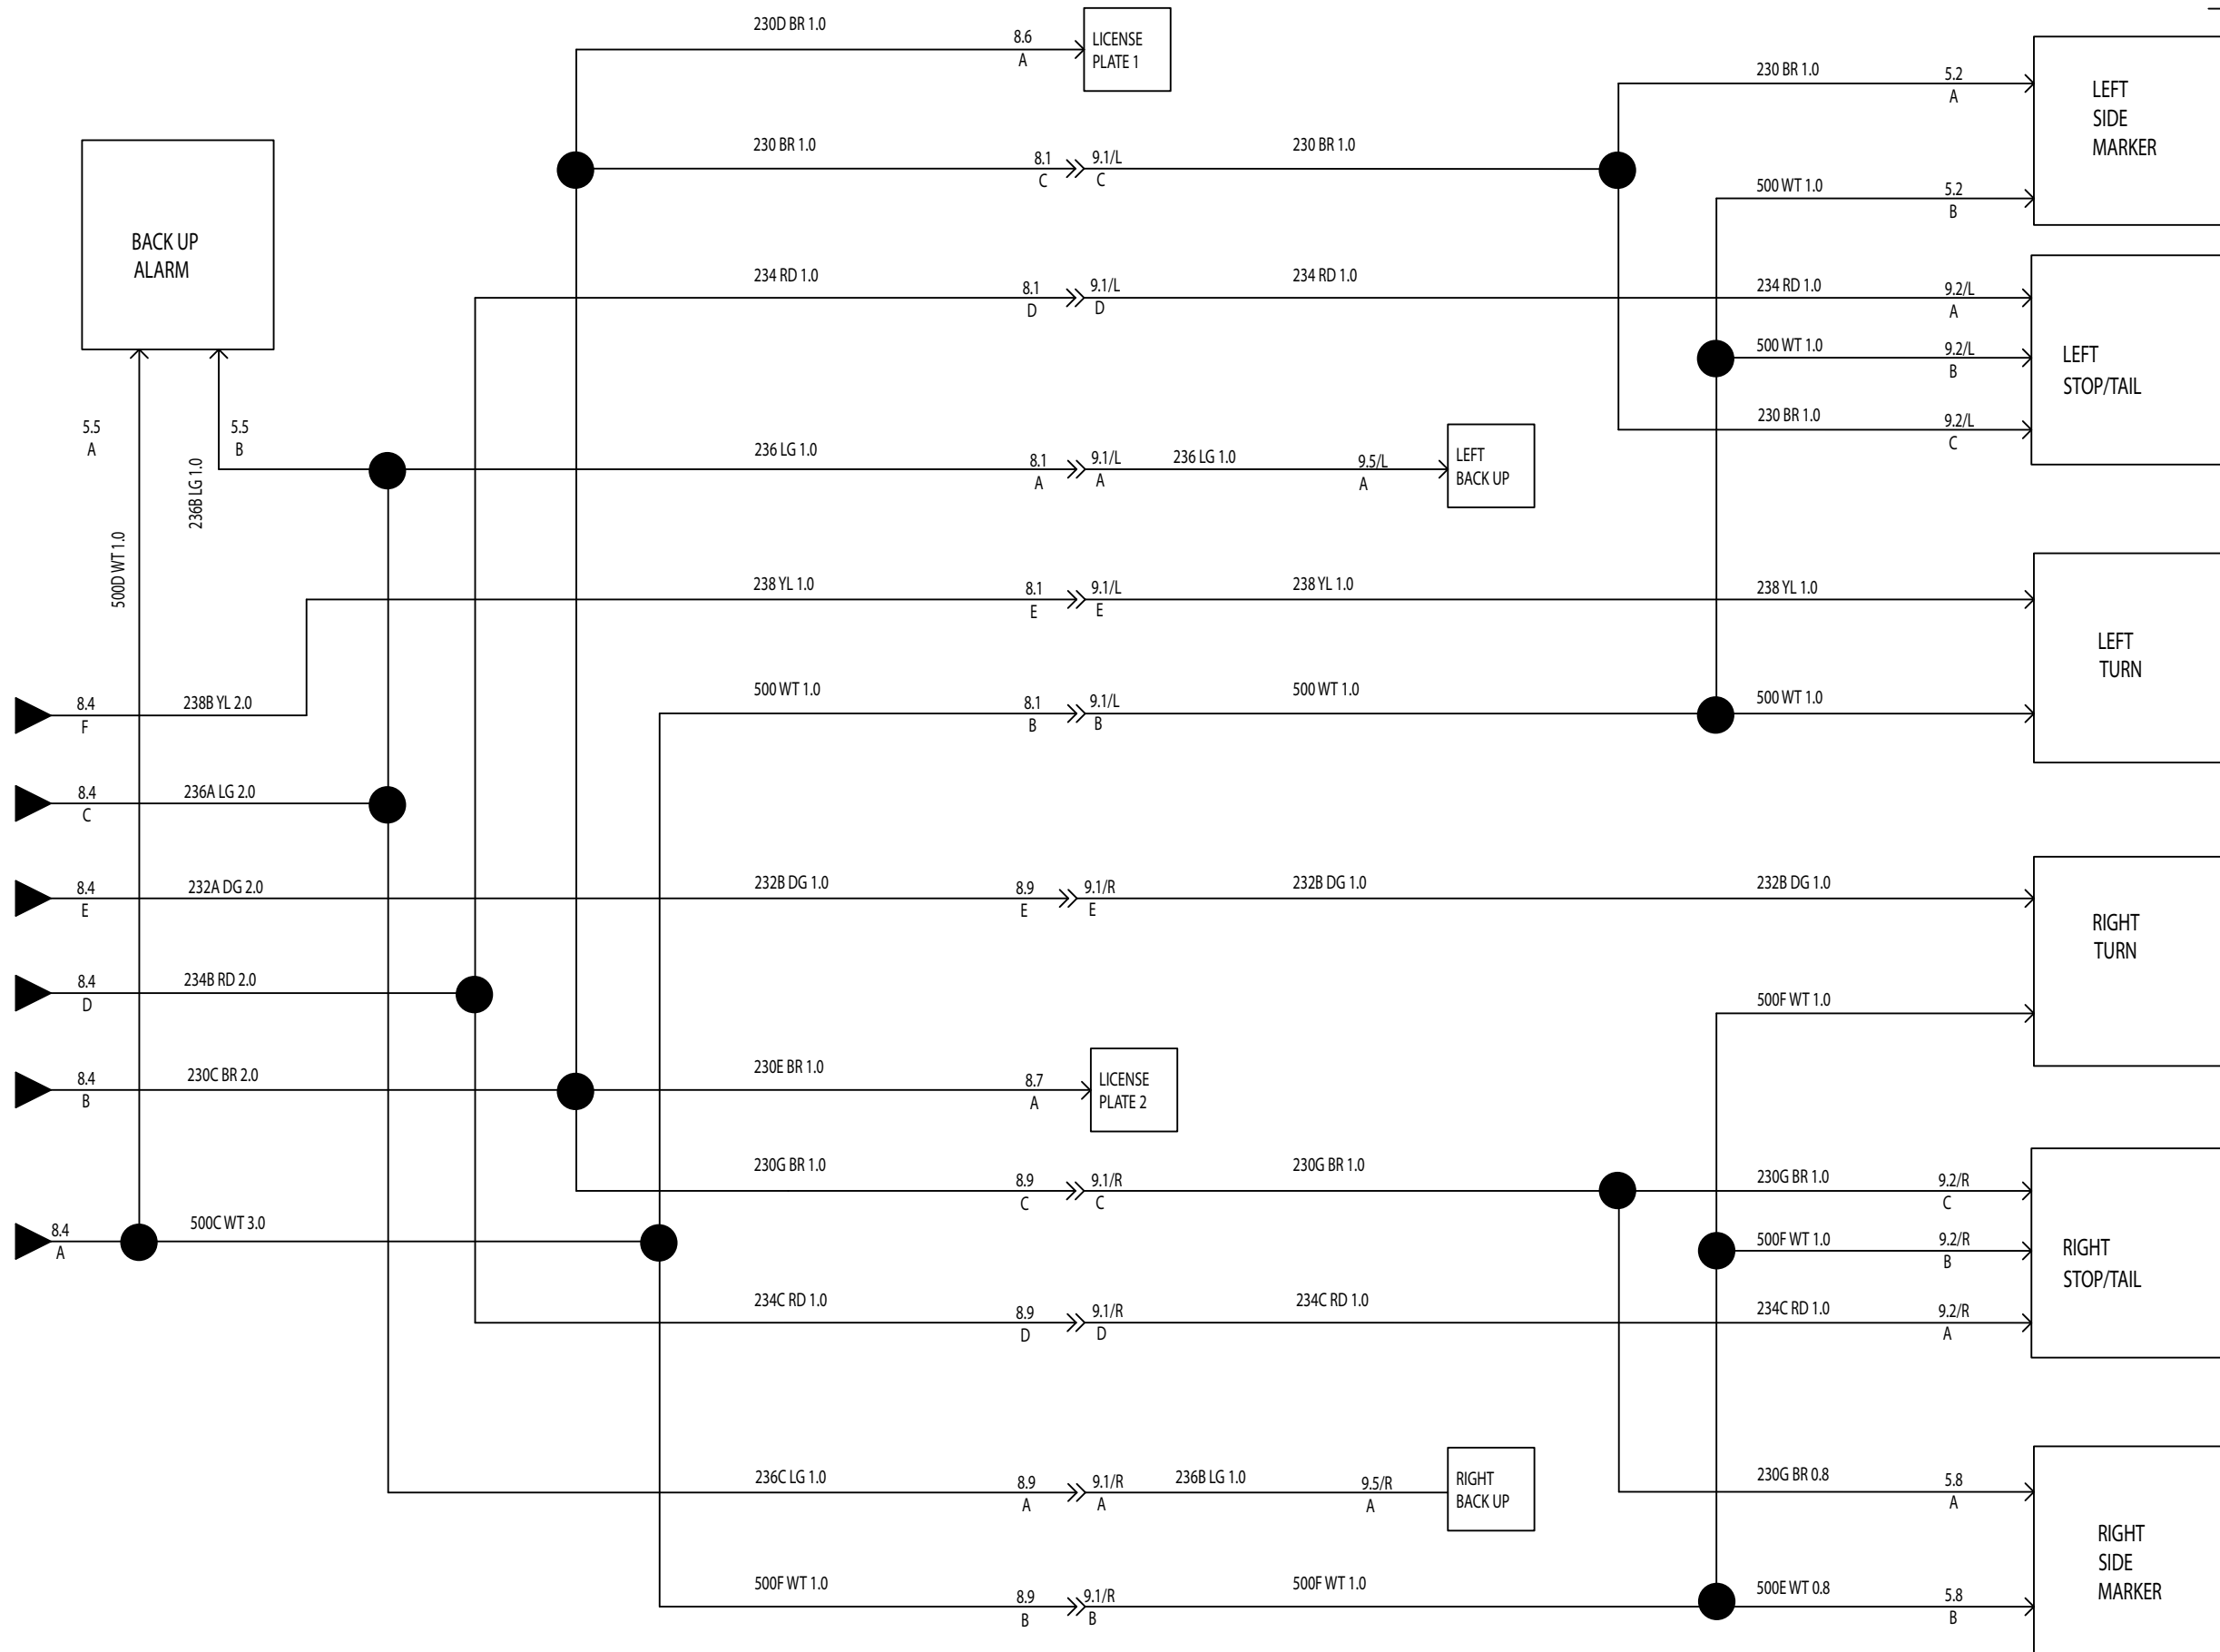 230D BR 1.0
8.6
A
LICENSE
PLATE 1
230 BR 1.0
5.2
A
LEFT
SIDE
MARKER
230 BR 1.0
8.1
C
9.1/L
C
230 BR 1.0
500 WT 1.0
5.2
B
BACK UP
ALARM
234 RD 1.0
8.1
D
9.1/L
D
234 RD 1.0
234 RD 1.0
9.2/L
A
500 WT 1.0
9.2/L
B
LEFT
STOP/TAIL
230 BR 1.0
9.2/L
C
5.5
A
5.5
B
236B LG 1.0
500D WT 1.0
236 LG 1.0
8.1
A
9.1/L
A
236 LG 1.0
9.5/L
A
LEFT
BACK UP
238 YL 1.0
8.1
E
9.1/L
E
238 YL 1.0
238 YL 1.0
LEFT
TURN
8.4
F
238B YL 2.0
500 WT 1.0
8.1
B
9.1/L
B
500 WT 1.0
500 WT 1.0
8.4
C
236A LG 2.0
8.4
E
232A DG 2.0
232B DG 1.0
8.9
E
9.1/R
E
232B DG 1.0
232B DG 1.0
RIGHT
TURN
8.4
D
234B RD 2.0
500F WT 1.0
8.4
B
230C BR 2.0
230E BR 1.0
8.7
A
LICENSE
PLATE 2
230G BR 1.0
8.9
C
9.1/R
C
230G BR 1.0
230G BR 1.0
9.2/R
C
8.4
A
500C WT 3.0
500F WT 1.0
9.2/R
B
RIGHT
STOP/TAIL
234C RD 1.0
8.9
D
9.1/R
D
234C RD 1.0
234C RD 1.0
9.2/R
A
236C LG 1.0
8.9
A
9.1/R
A
236B LG 1.0
9.5/R
A
RIGHT
BACK UP
230G BR 0.8
5.8
A
RIGHT
SIDE
MARKER
500F WT 1.0
8.9
B
9.1/R
B
500F WT 1.0
500E WT 0.8
5.8
B